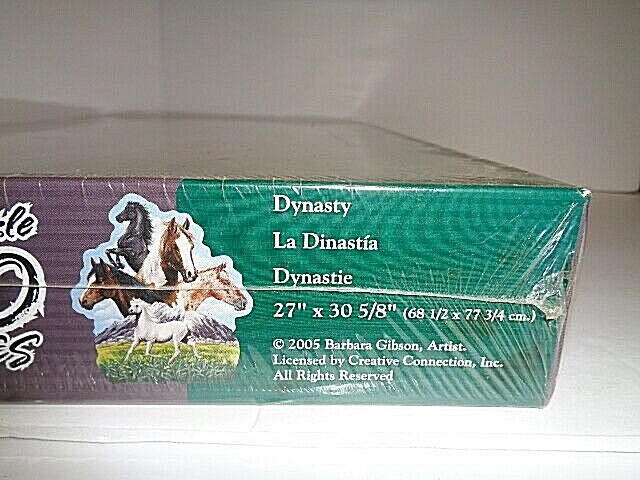 Dynasty
La Dinastía
Dynastie
27" x 30 5/8" (68 1/2 x 77 3/4 cm.)
© 2005 Barbara Gibson, Artist.
Licensed by Creative Connection, Inc.
All Rights Reserved